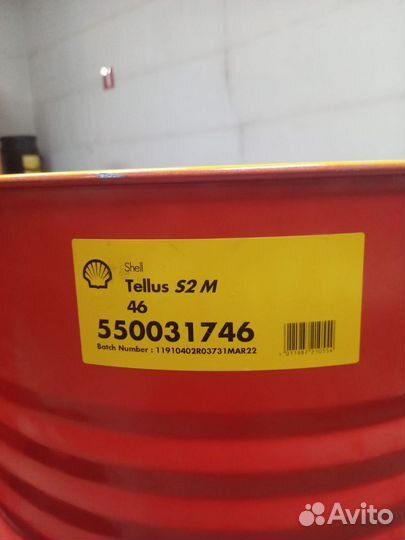 Shell
Tellus S2 M
46
550031746
Batch Number : 11910402R03731MAR22
Avito